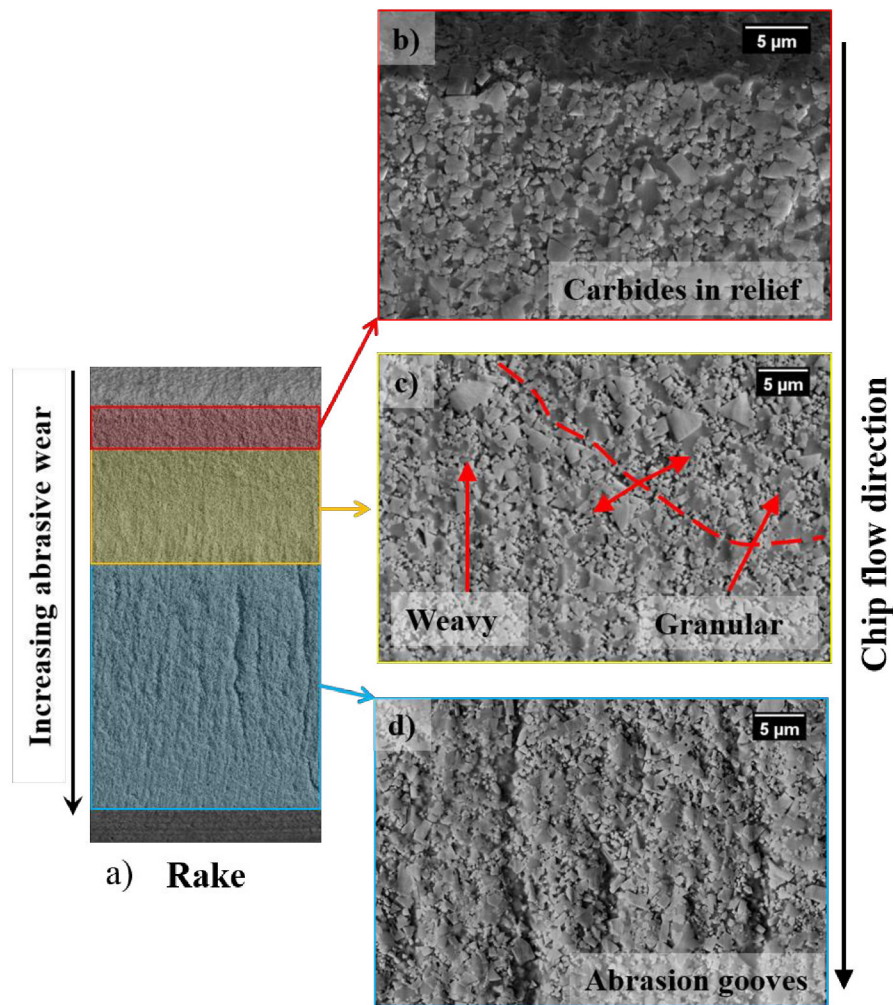 b)
5 µm
Carbides in relief
c)
5 µm
Weavy
Granular
d)
5 µm
Abrasion gooves
Increasing abrasive wear
a) Rake
Chip flow direction